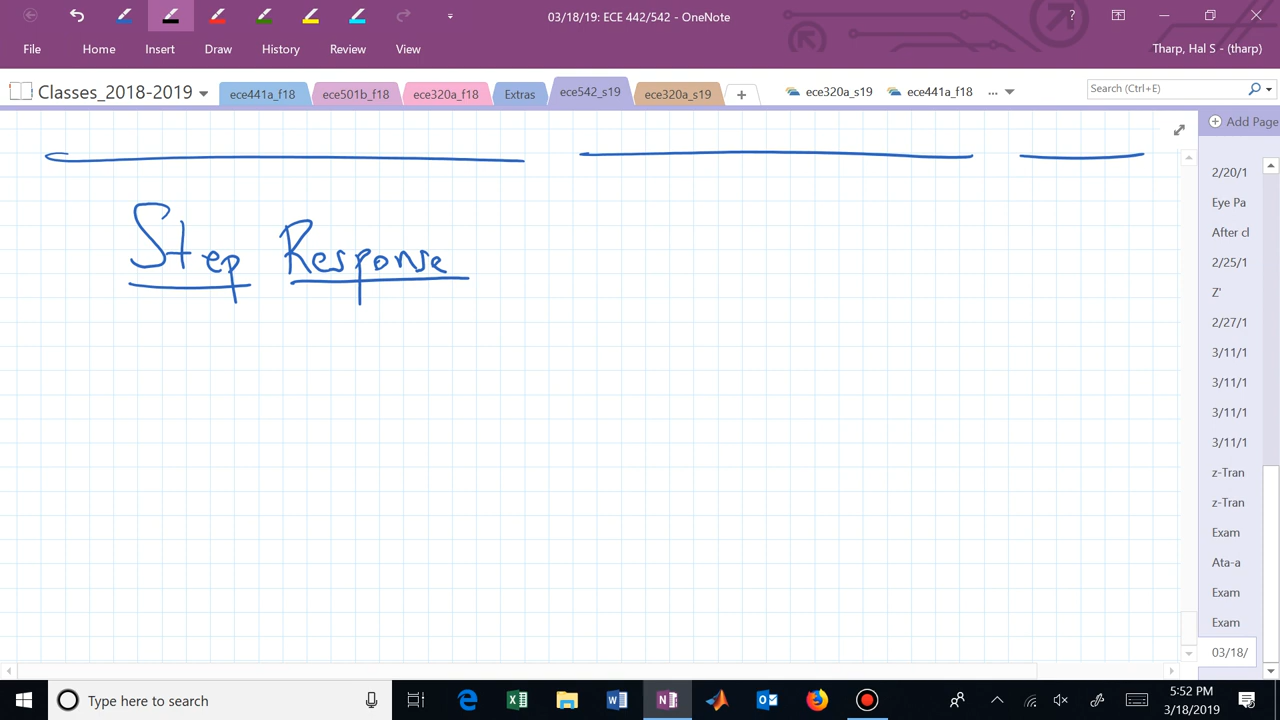 03/18/19: ECE 442/542 - OneNote
?
Tharp, Hal S - (tharp)
File Home Insert Draw History Review View
Classes_2018-2019 ece441a_f18 ece501b_f18 ece320a_f18 Extras ece542_s19 ece320a_s19 + ece320a_s19 ece441a_f18 ... Search (Ctrl+E)
Add Page
Step Response
2/20/1
Eye Pa
After cl
2/25/1
Z'
2/27/1
3/11/1
3/11/1
3/11/1
3/11/1
z-Tran
z-Tran
Exam
Ata-a
Exam
Exam
03/18/
Type here to search
5:52 PM
3/18/2019